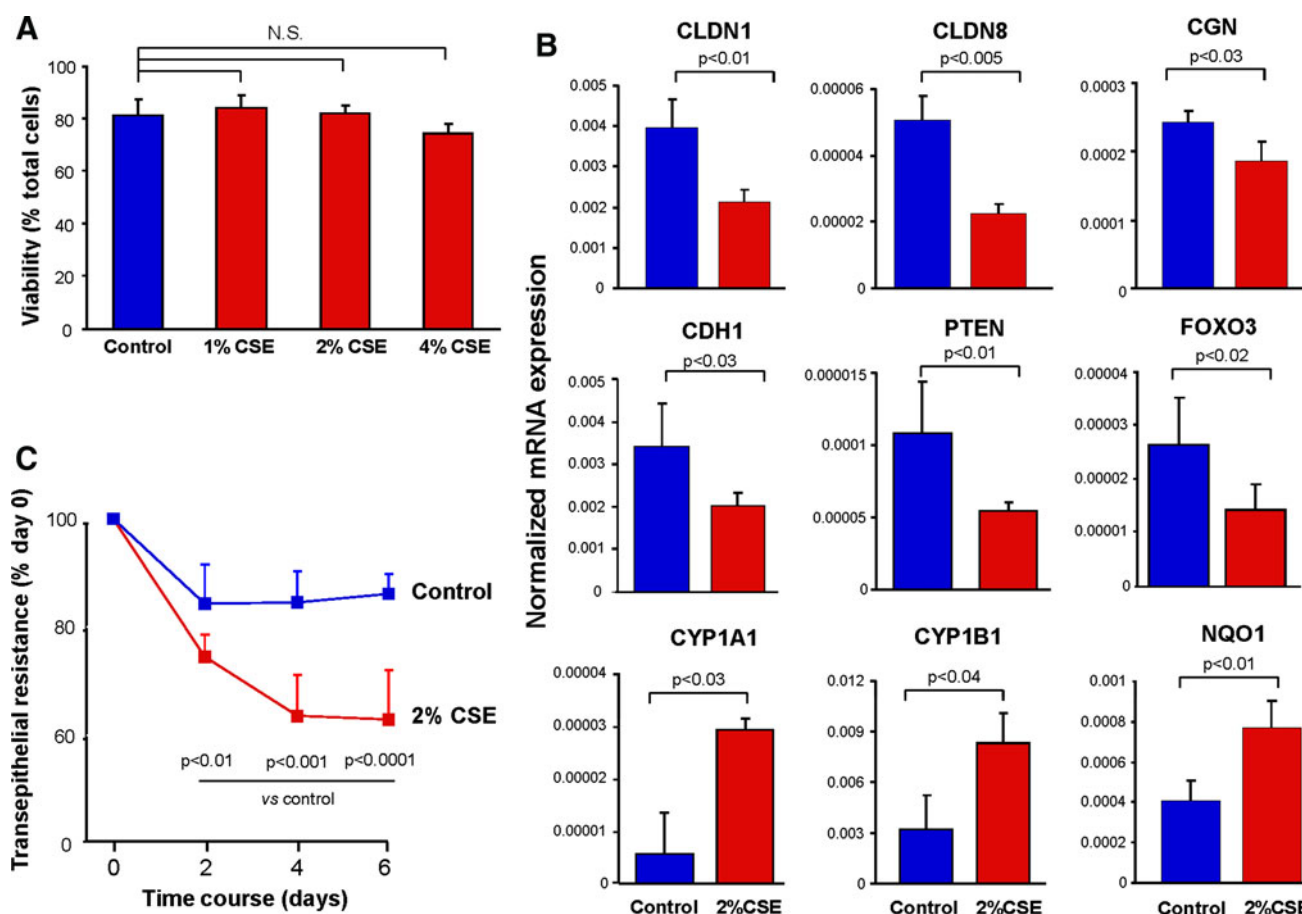 A
N.S.
Viability (% total cells)
100
80
60
40
20
0
Control 1% CSE 2% CSE 4% CSE
B
Normalized mRNA expression
CLDN1
p<0.01
0.005
0.004
0.003
0.002
0.001
0
CLDN8
p<0.005
0.00006
0.00004
0.00002
0
CGN
p<0.03
0.0003
0.0002
0.0001
0
CDH1
p<0.03
0.005
0.004
0.003
0.002
0.001
0
PTEN
p<0.01
0.000015
0.0001
0.00005
0
FOXO3
p<0.02
0.00004
0.00003
0.00002
0.00001
0
CYP1A1
p<0.03
0.00004
0.00003
0.00002
0.00001
0
Control 2%CSE
CYP1B1
p<0.04
0.012
0.009
0.006
0.003
0
Control 2%CSE
NQO1
p<0.01
0.001
0.0008
0.0006
0.0004
0.0002
0
Control 2%CSE
C
Transepithelial resistance (% day 0)
100
80
60
0
Control
2% CSE
p<0.01 p<0.001 p<0.0001
vs control
0 2 4 6
Time course (days)